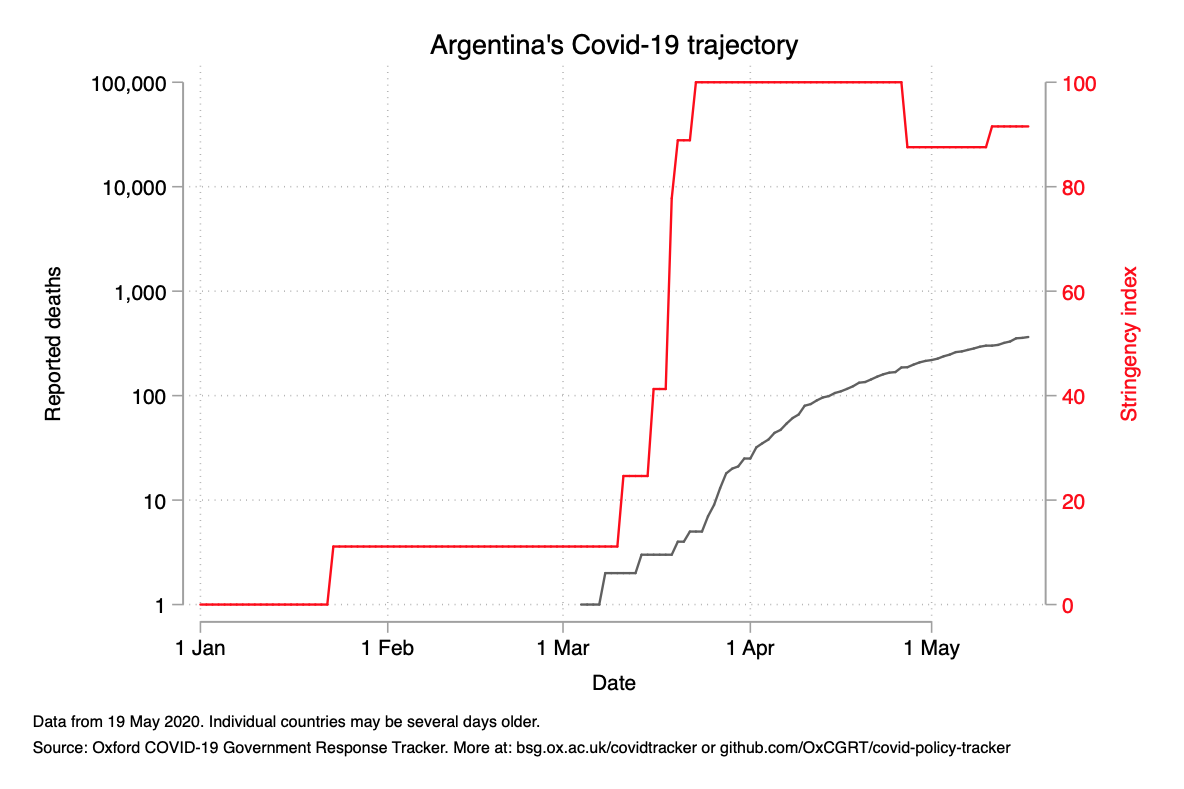 Argentina's Covid-19 trajectory
100,000
10,000
1,000
100
10
1
Reported deaths
100
80
60
40
20
0
Stringency index
1 Jan
1 Feb
1 Mar
1 Apr
1 May
Date
Data from 19 May 2020. Individual countries may be several days older.
Source: Oxford COVID-19 Government Response Tracker. More at: bsg.ox.ac.uk/covidtracker or github.com/OxCGRT/covid-policy-tracker